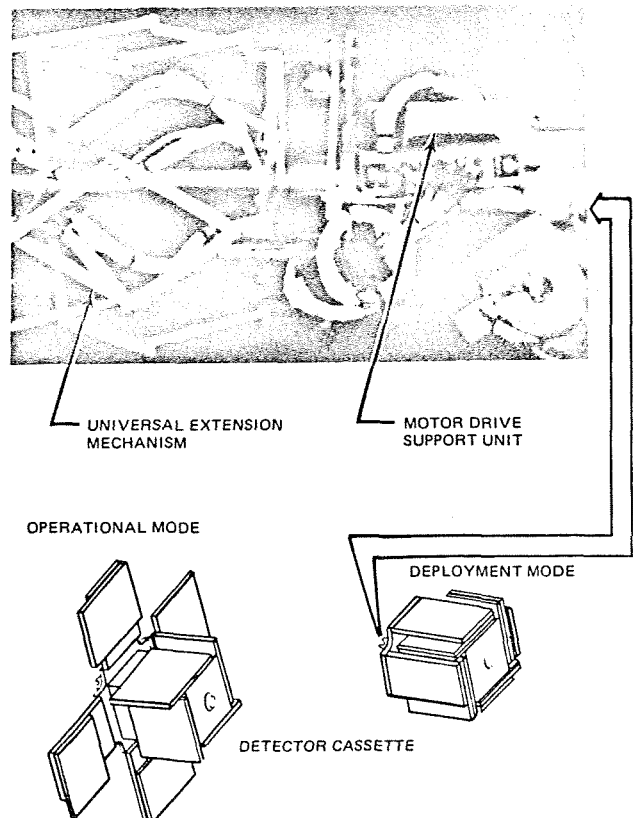 UNIVERSAL EXTENSION
MECHANISM
MOTOR DRIVE
SUPPORT UNIT
OPERATIONAL MODE
DEPLOYMENT MODE
DETECTOR CASSETTE